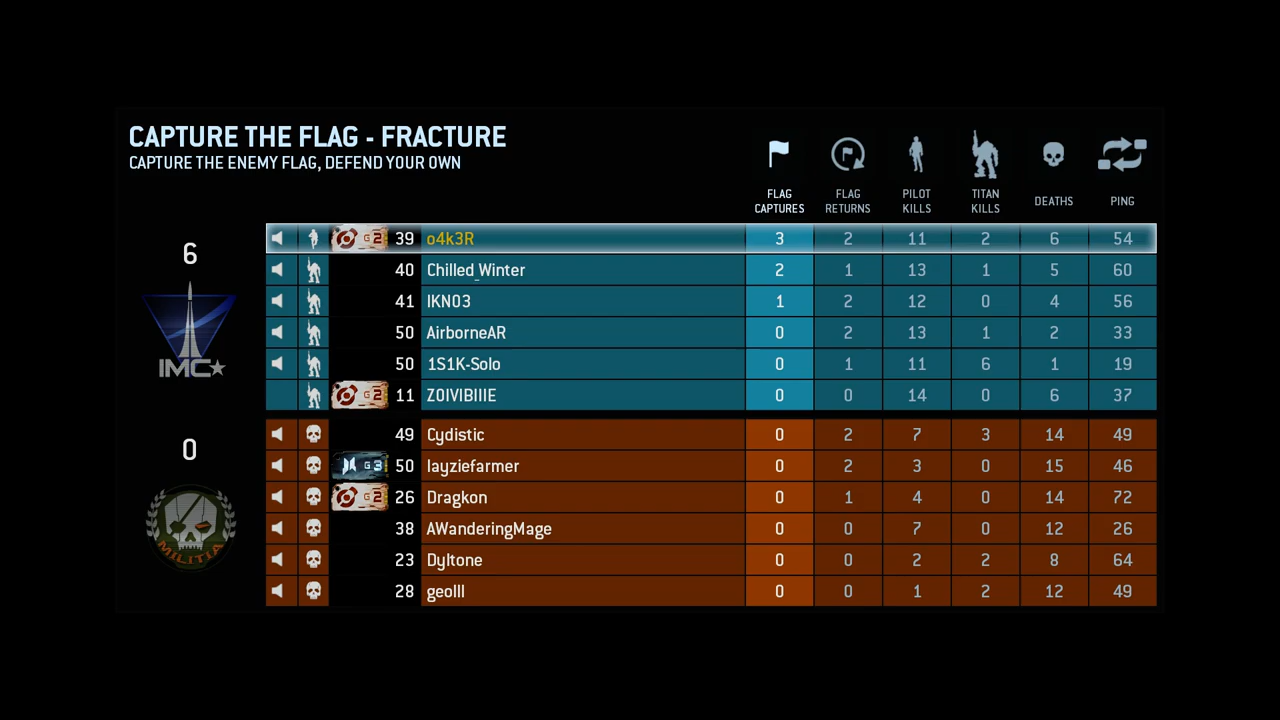 CAPTURE THE FLAG - FRACTURE
CAPTURE THE ENEMY FLAG, DEFEND YOUR OWN
FLAG CAPTURES FLAG RETURNS PILOT KILLS TITAN KILLS DEATHS PING
6
IMC
G2 39 o4k3R 3 2 11 2 6 54
40 Chilled_Winter 2 1 13 1 5 60
41 IKNO3 1 2 12 0 4 56
50 AirborneAR 0 2 13 1 2 33
50 1S1K-Solo 0 1 11 6 1 19
G2 11 ZOIVIBIIIE 0 0 14 0 6 37
0
MILITIA
49 Cydistic 0 2 7 3 14 49
G3 50 layziefarmer 0 2 3 0 15 46
G2 26 Dragkon 0 1 4 0 14 72
38 AWanderingMage 0 0 7 0 12 26
23 Dyltone 0 0 2 2 8 64
28 geolll 0 0 1 2 12 49